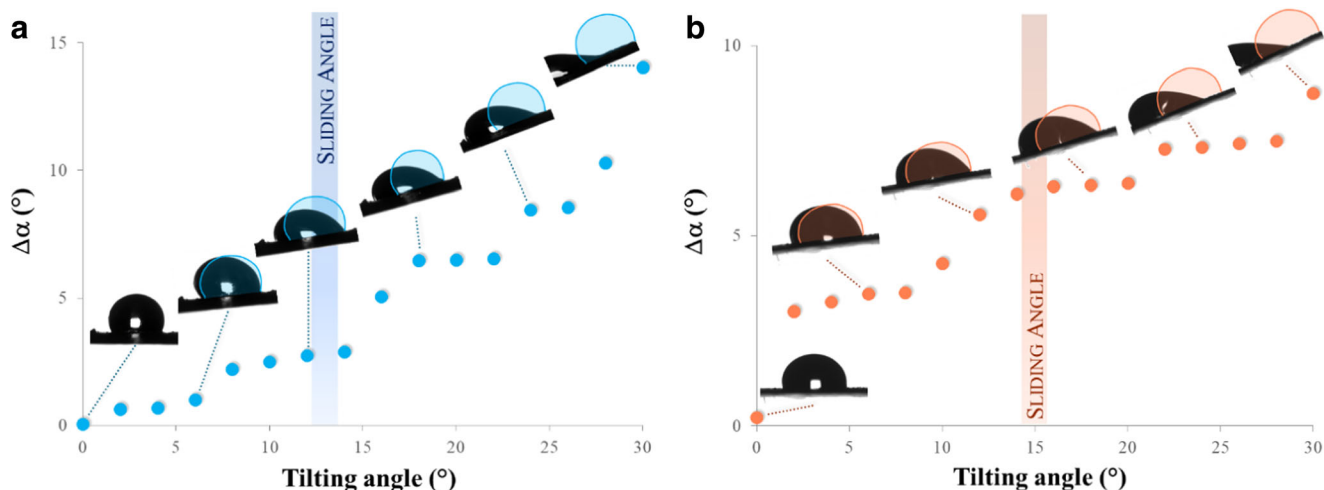 a
15
10
5
0
Δα (°)
SLIDING ANGLE
0 5 10 15 20 25 30
Tilting angle (°)
b
10
5
0
Δα (°)
SLIDING ANGLE
0 5 10 15 20 25 30
Tilting angle (°)